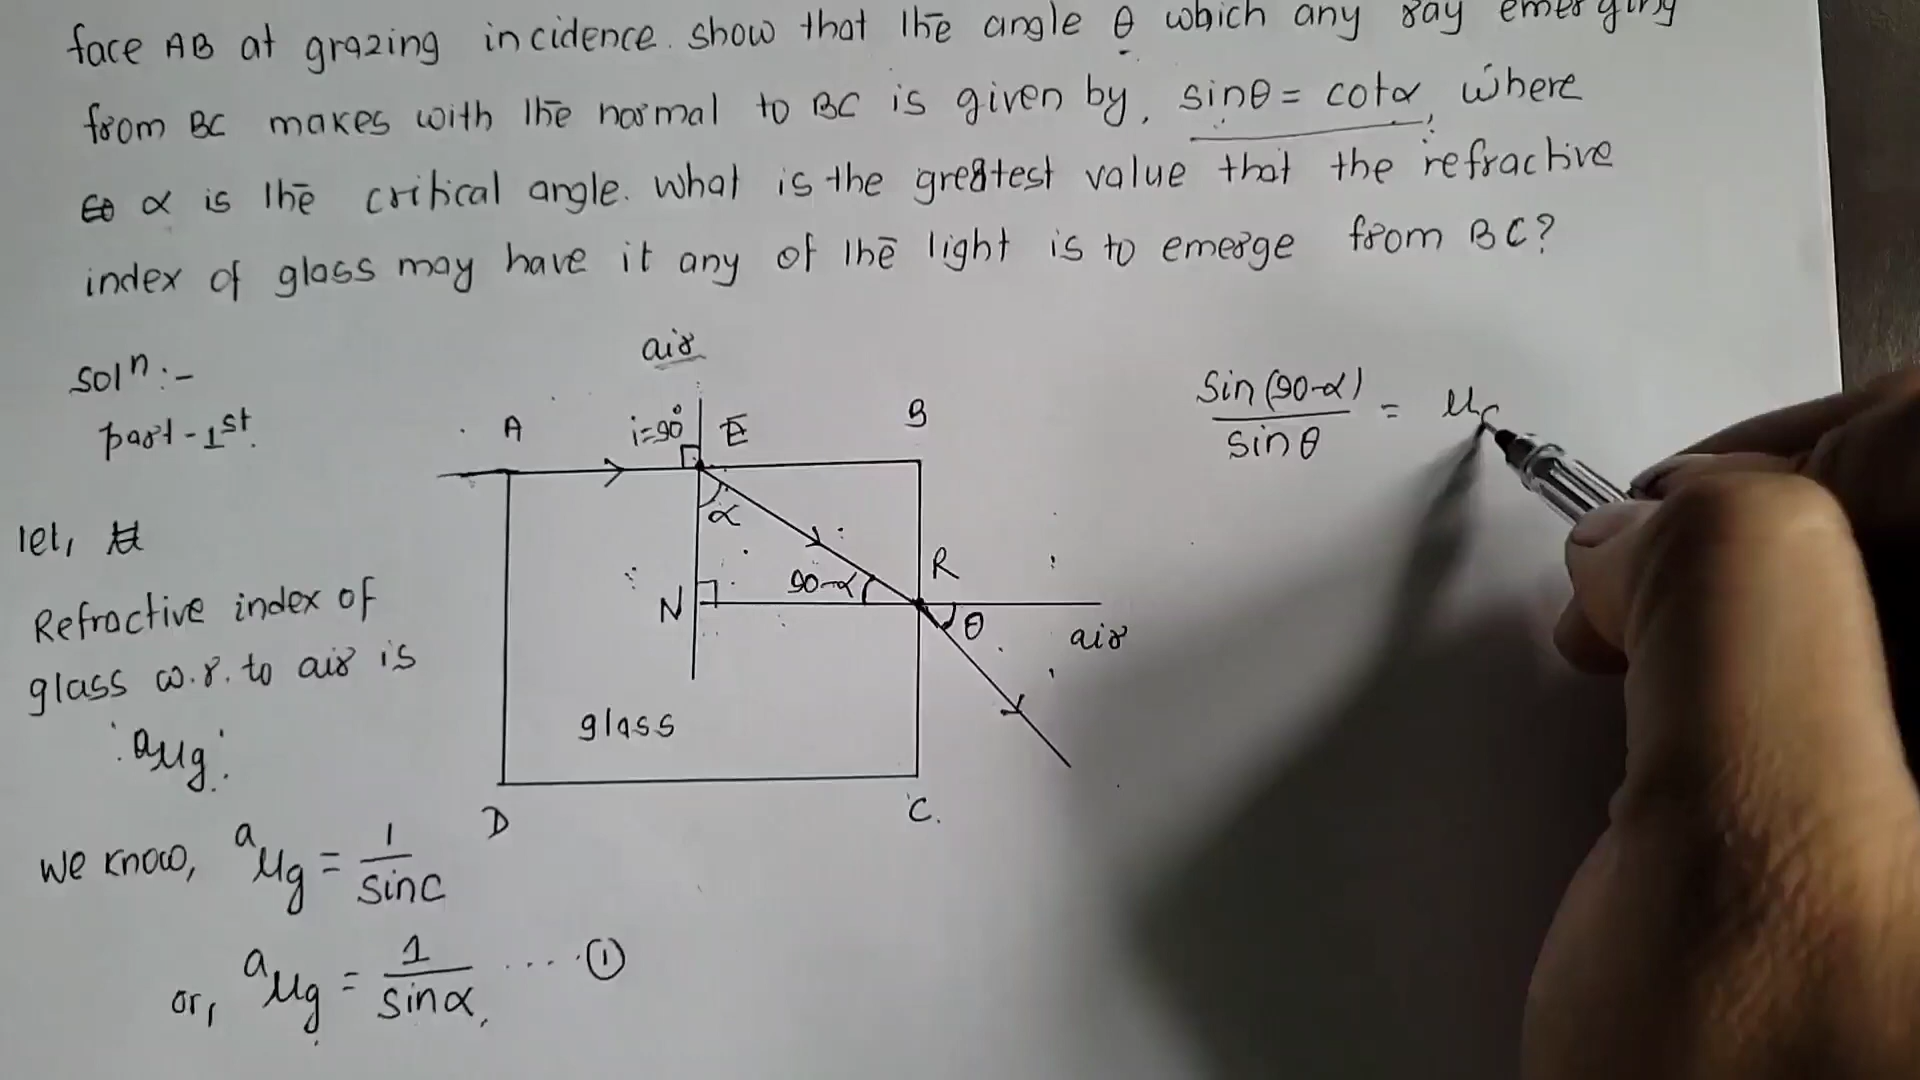 face AB at grazing incidence. show that the angle θ which any ray emerging
from BC makes with the normal to BC is given by, sinθ = cotα, where
α is the critical angle. what is the greatest value that the refractive
index of glass may have it any of the light is to emerge from BC?
air
solⁿ:-
part-1st.
A
i=90°
E
B
sin(90-α)/sinθ = μ
α
let,
R
90-α
N
θ
air
Refractive index of
glass w.r. to air is
'ᵃμg'.
glass
D
C.
we know, ᵃμg = 1/sinc
or, ᵃμg = 1/sinα, ....①